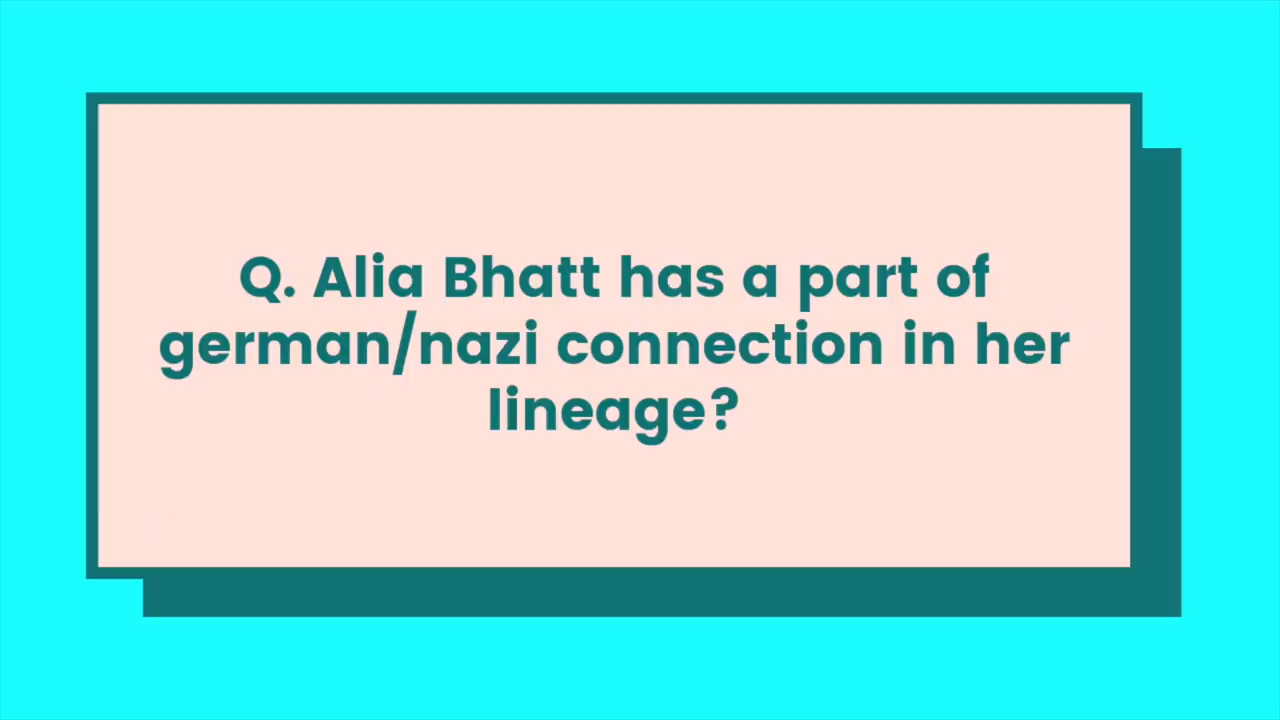 Q. Alia Bhatt has a part of
german/nazi connection in her
lineage?